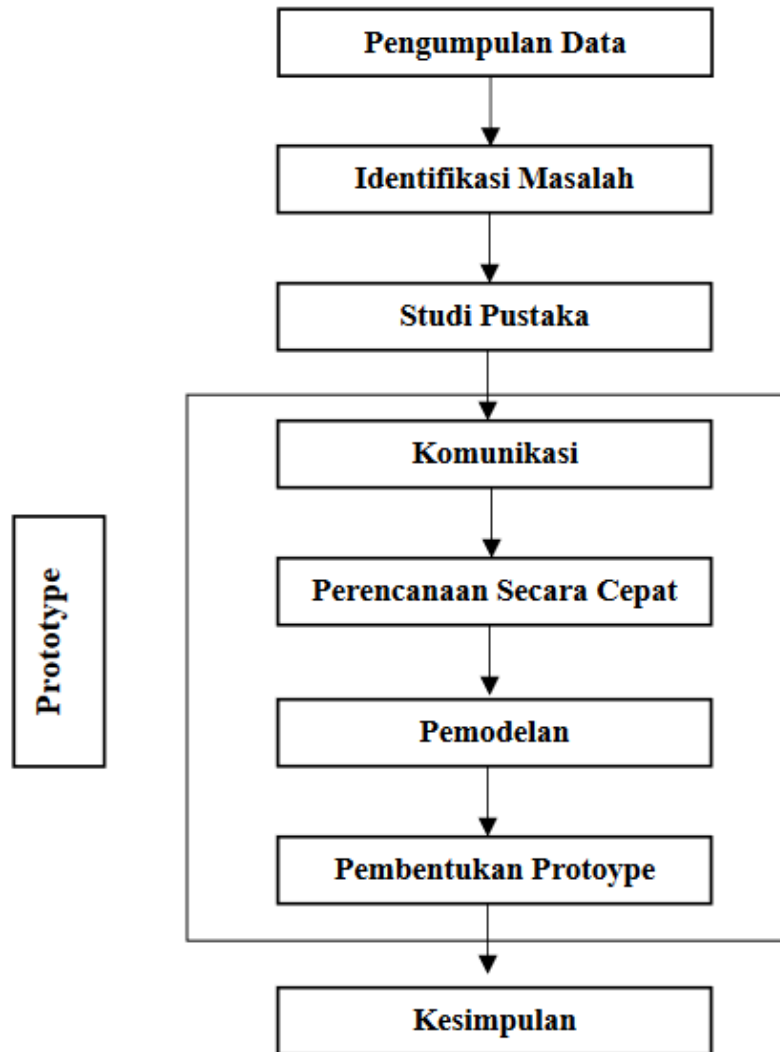 Pengumpulan Data
Identifikasi Masalah
Studi Pustaka
Komunikasi
Perencanaan Secara Cepat
Prototype
Pemodelan
Pembentukan Protoype
Kesimpulan